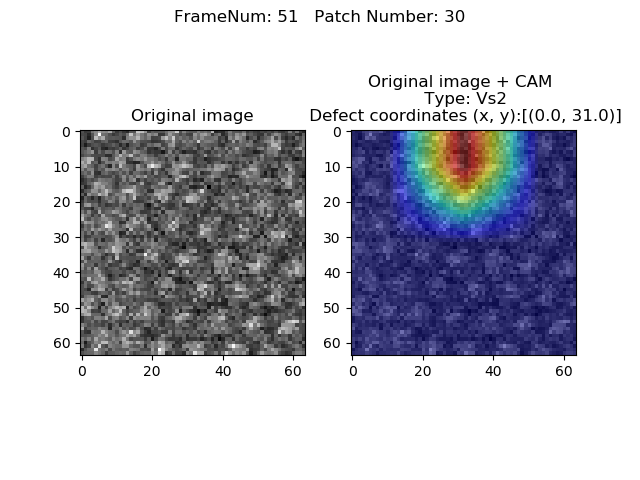 FrameNum: 51   Patch Number: 30
Original image
Original image + CAM
Type: Vs2
Defect coordinates (x, y):[(0.0, 31.0)]
0
10
20
30
40
50
60
0 20 40 60
0
10
20
30
40
50
60
0 20 40 60